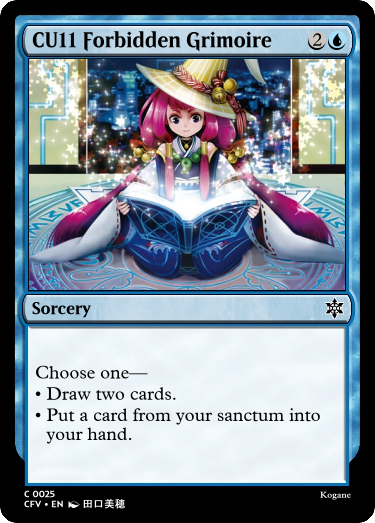 CU11 Forbidden Grimoire 2
Sorcery
Choose one—
• Draw two cards.
• Put a card from your sanctum into
your hand.
C 0025
Kogane
CFV • EN 田口美穂